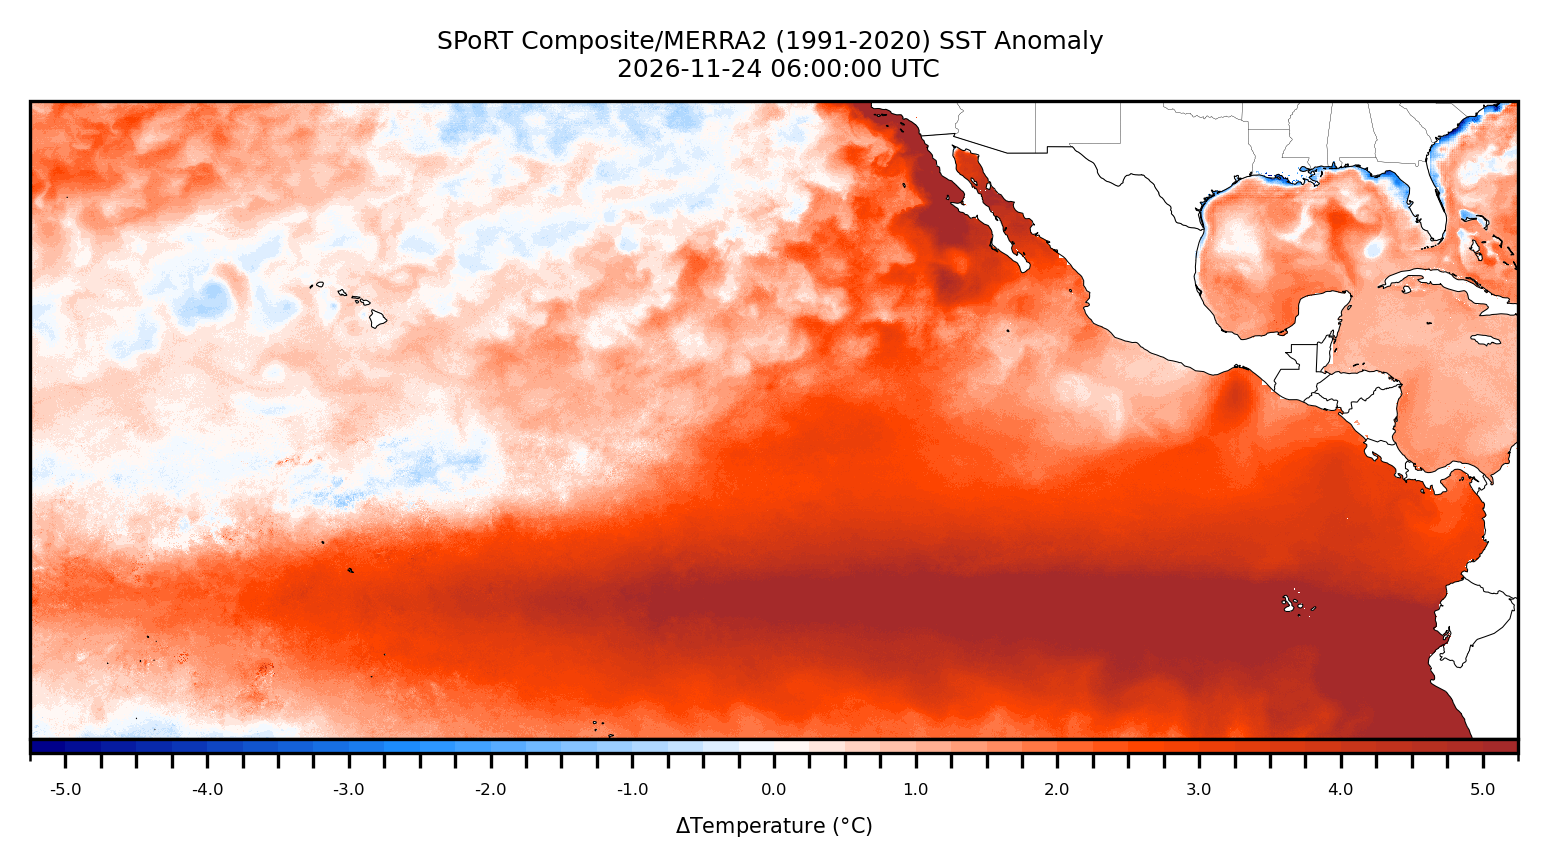 SPoRT Composite/MERRA2 (1991-2020) SST Anomaly
2026-11-24 06:00:00 UTC
-5.0 -4.0 -3.0 -2.0 -1.0 0.0 1.0 2.0 3.0 4.0 5.0
ΔTemperature (°C)